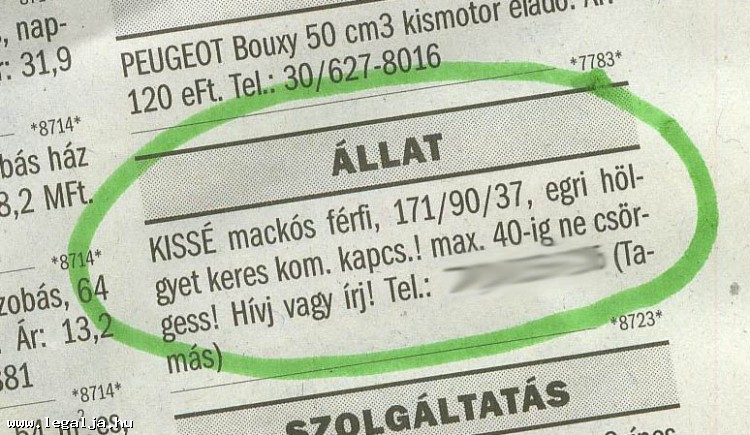 , nap-
r: 31,9
*8714*
bás ház
8,2 MFt.
*8714*
zobás, 64
. Ár: 13,2
681
*8714*
PEUGEOT Bouxy 50 cm3 kismotor eladó. Ár:
120 eFt. Tel.: 30/627-8016
*7783*
ÁLLAT
KISSÉ mackós férfi, 171/90/37, egri höl-
gyet keres kom. kapcs.! max. 40-ig ne csör-
gess! Hívj vagy írj! Tel.: (Ta-
más)
*8723*
SZOLGÁLTATÁS
www.legalja.hu